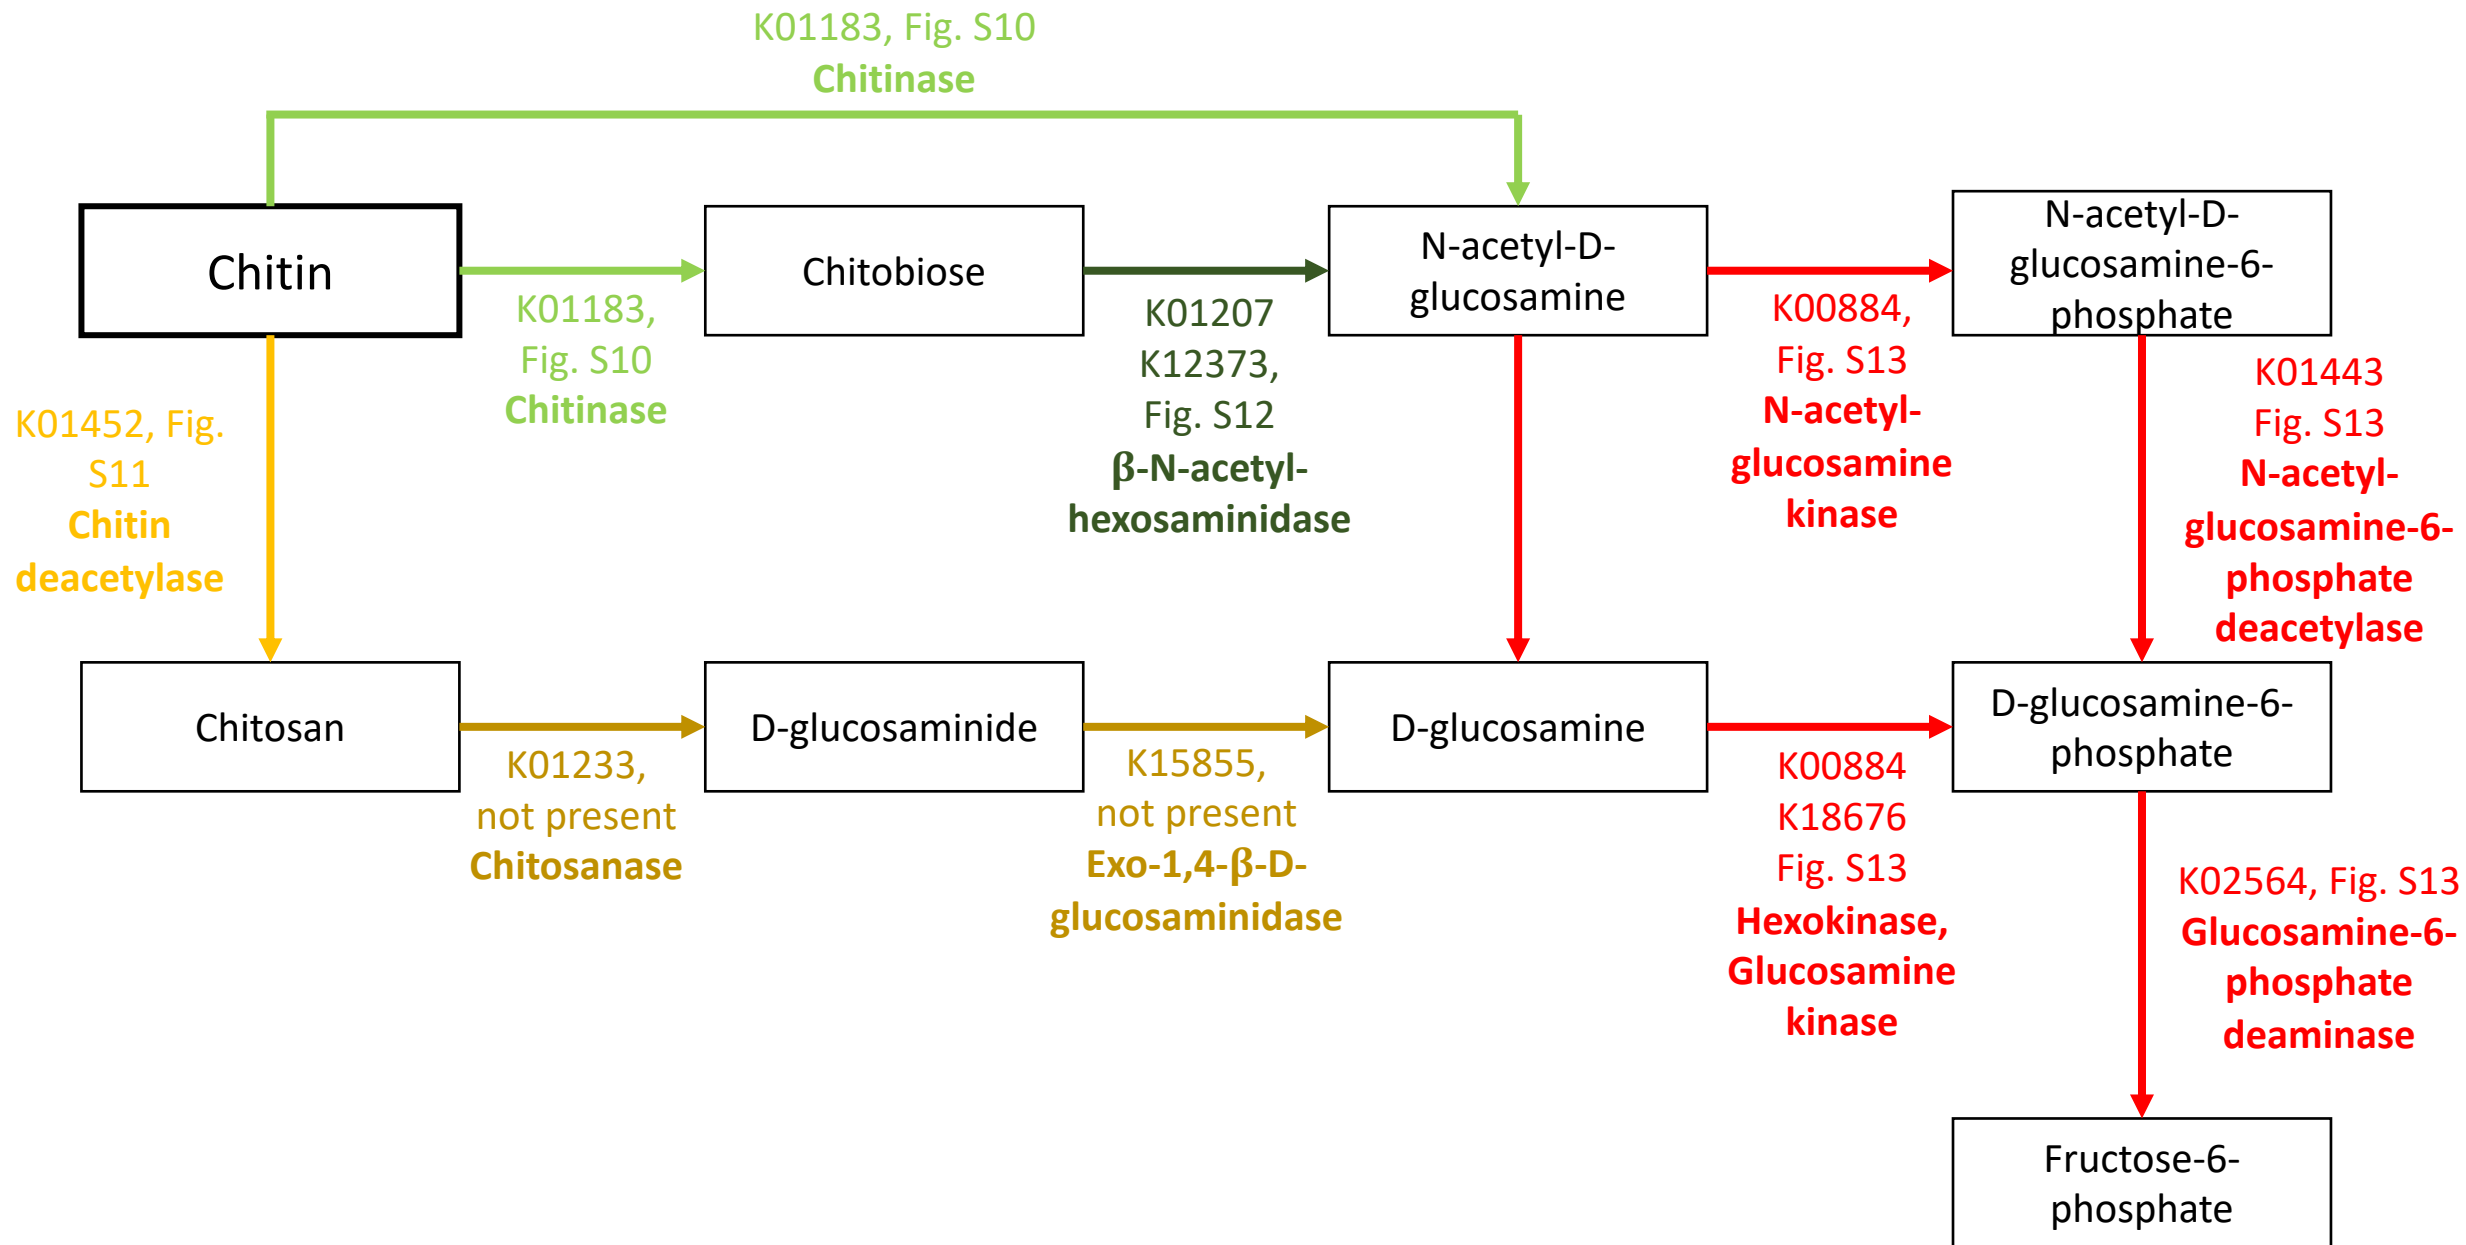 K01183, Fig. S10
Chitinase
Chitin
Chitobiose
N-acetyl-D-
glucosamine
N-acetyl-D-
glucosamine-6-
phosphate
K01183,
Fig. S10
Chitinase
K01207
K12373,
Fig. S12
β-N-acetyl-
hexosaminidase
K00884,
Fig. S13
N-acetyl-
glucosamine
kinase
K01443
Fig. S13
N-acetyl-
glucosamine-6-
phosphate
deacetylase
K01452, Fig.
S11
Chitin
deacetylase
Chitosan
D-glucosaminide
D-glucosamine
D-glucosamine-6-
phosphate
K01233,
not present
Chitosanase
K15855,
not present
Exo-1,4-β-D-
glucosaminidase
K00884
K18676
Fig. S13
Hexokinase,
Glucosamine
kinase
K02564, Fig. S13
Glucosamine-6-
phosphate
deaminase
Fructose-6-
phosphate